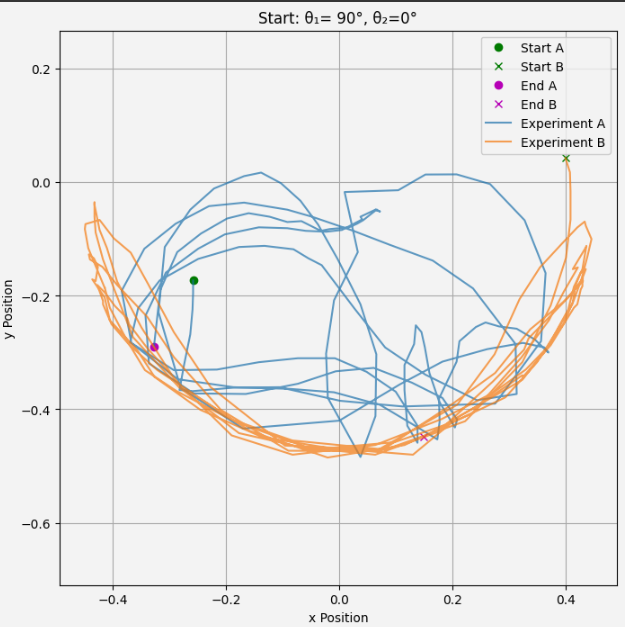 Start: θ₁= 90°, θ₂=0°
Start A
Start B
End A
End B
Experiment A
Experiment B
0.2
0.0
−0.2
−0.4
−0.6
y Position
−0.4
−0.2
0.0
0.2
0.4
x Position